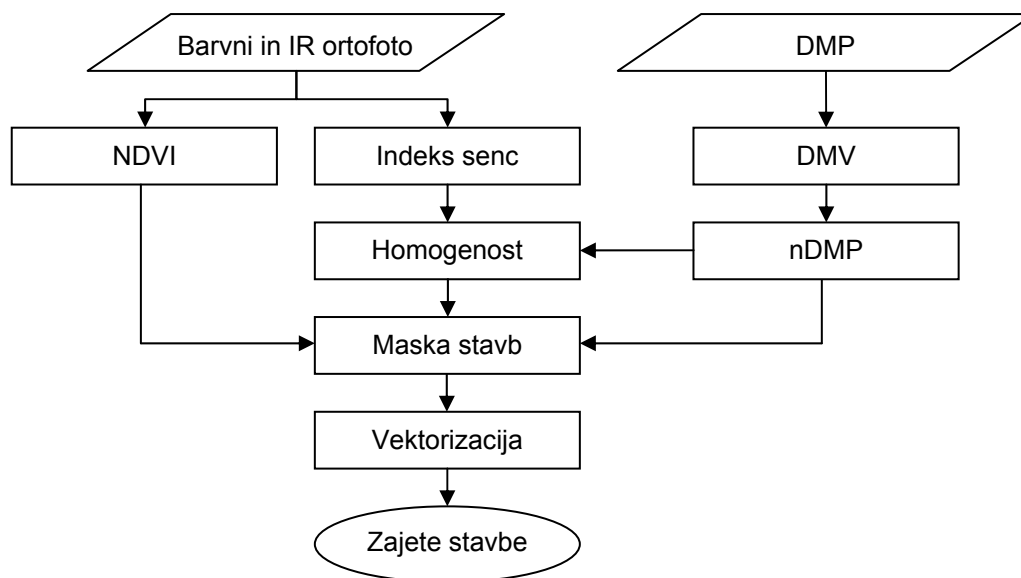 Barvni in IR ortofoto
DMP
NDVI
Indeks senc
DMV
Homogenost
nDMP
Maska stavb
Vektorizacija
Zajete stavbe